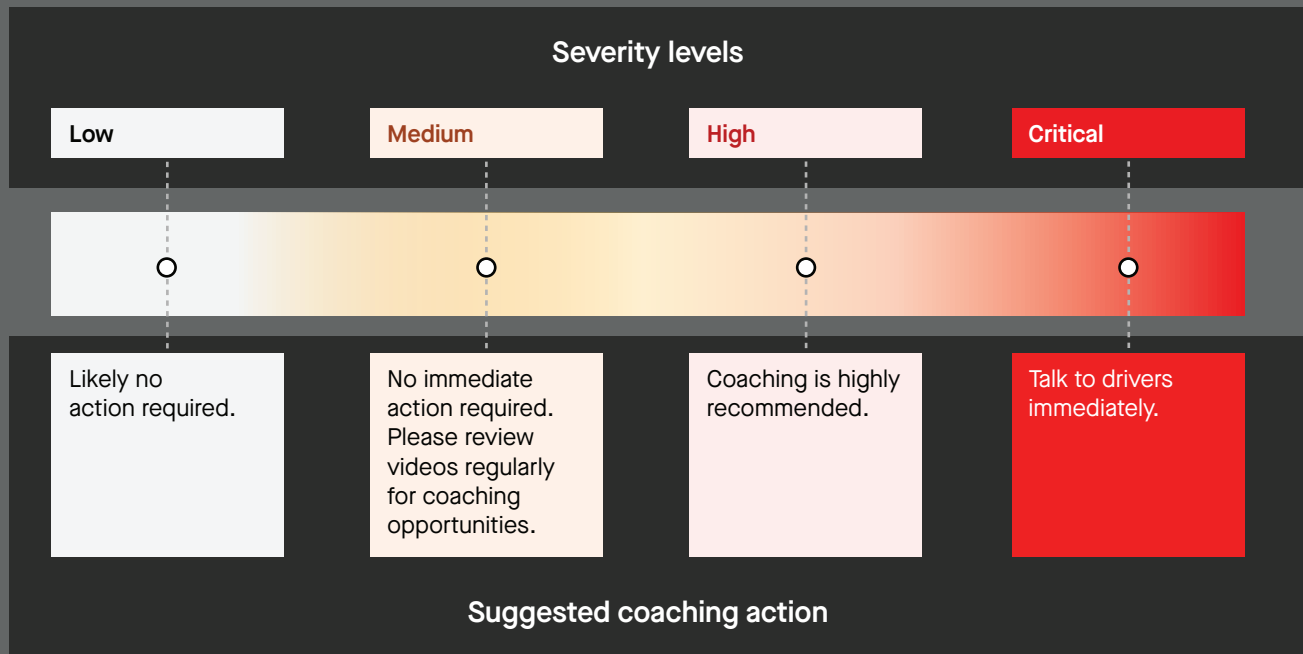 Severity levels
Low
Medium
High
Critical
Likely no
action required.
No immediate
action required.
Please review
videos regularly
for coaching
opportunities.
Coaching is highly
recommended.
Talk to drivers
immediately.
Suggested coaching action